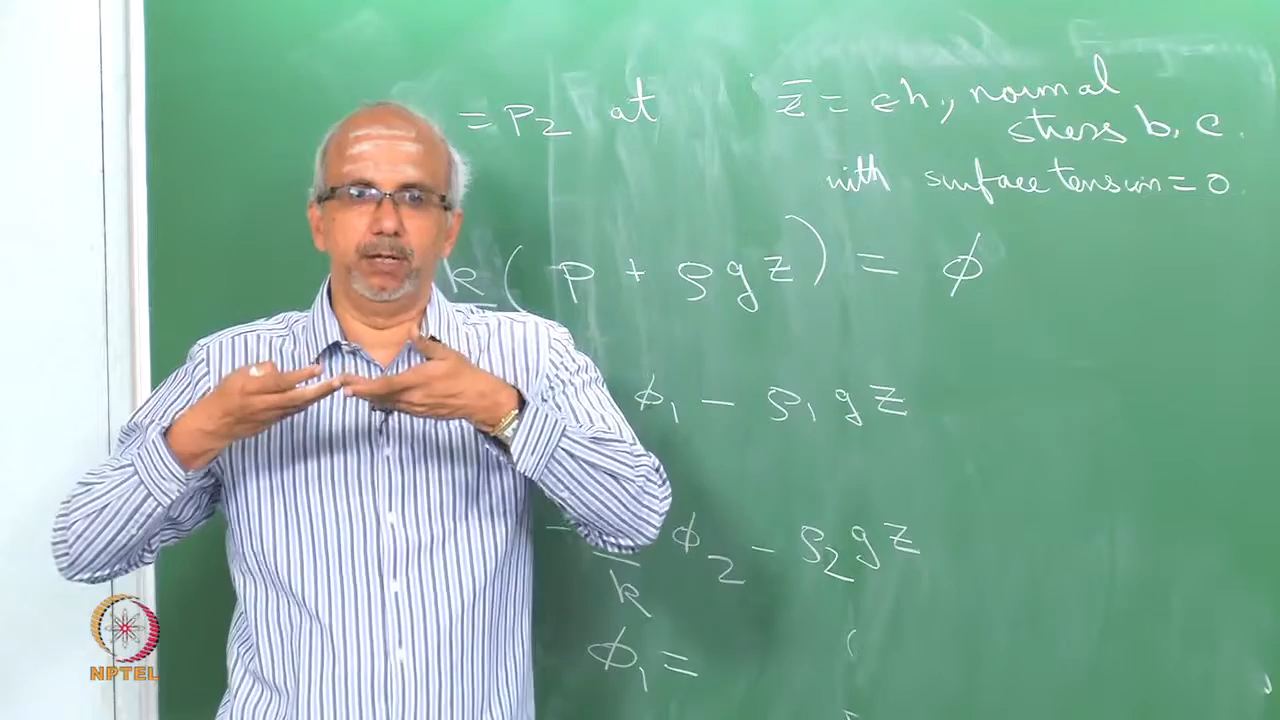 = P₂ at z̄ = εh, normal
stress b.c.
with surface tension = 0
k ( p + ρgz ) = φ
φ₁ − ρ₁gz
− φ₂ − ρ₂gz
k
φ₁ =
NPTEL